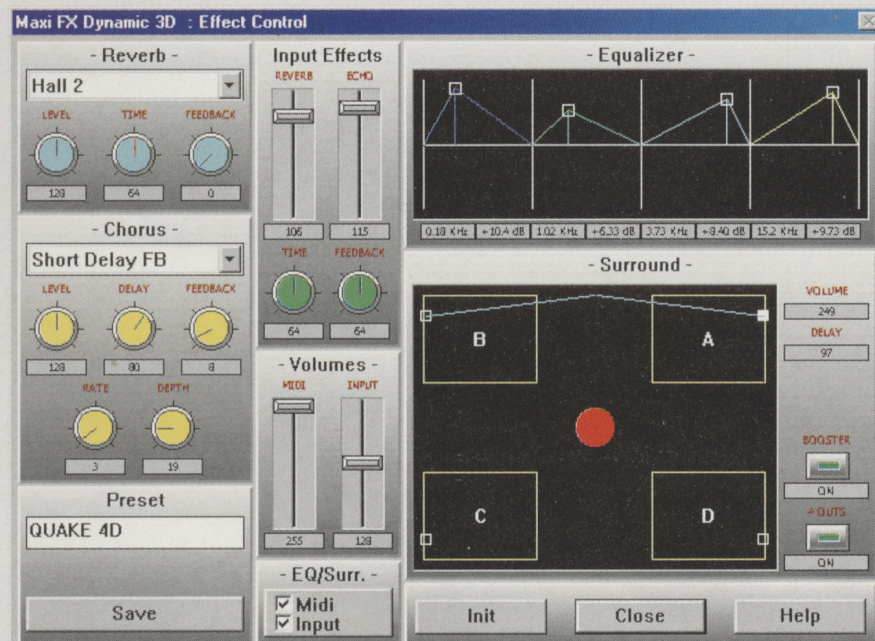 Maxi FX Dynamic 3D : Effect Control
- Reverb -
Hall 2
LEVEL TIME FEEDBACK
128 64 0
- Chorus -
Short Delay FB
LEVEL DELAY FEEDBACK
128 80 8
RATE DEPTH
3 19
Preset
QUAKE 4D
Save
Input Effects
REVERB ECHO
106 115
TIME FEEDBACK
64 64
- Volumes -
MIDI INPUT
255 128
- EQ/Surr. -
Midi
Input
- Equalizer -
0.18 KHz +10.4 dB 1.02 KHz +6.33 dB 3.73 KHz +8.40 dB 15.2 KHz +9.73 dB
- Surround -
B A
C D
VOLUME
249
DELAY
97
BOOSTER
ON
4 OUTS
ON
Init Close Help